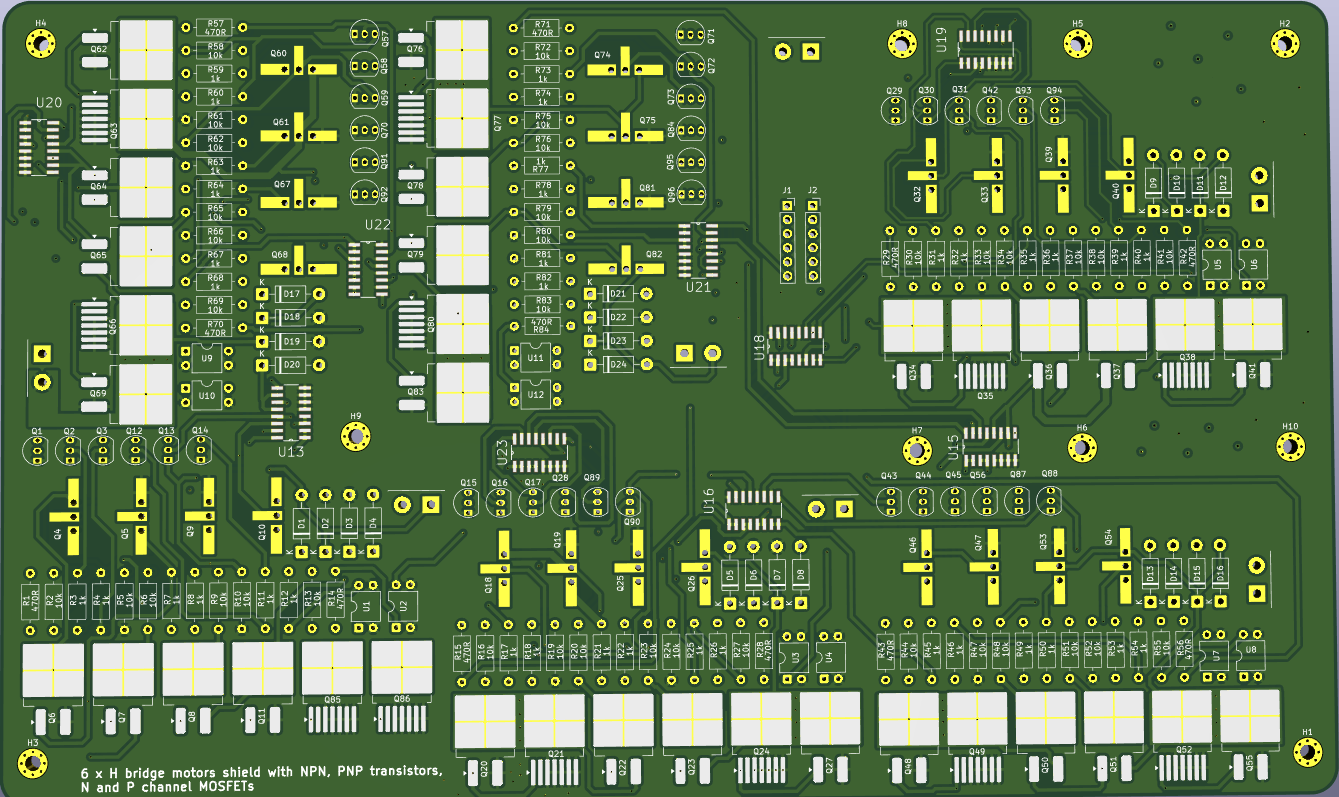 H4
Q62
R57
470R
R58
10k
R59
1k
R60
1k
R61
10k
R62
10k
R63
1k
R64
1k
R65
10k
R66
10k
R67
1k
R68
1k
R69
10k
R70
470R
Q60
Q61
Q67
Q68
Q57
Q58
Q59
Q70
Q91
Q92
U20
Q63
Q64
Q65
Q66
Q69
K
D17
K
D18
K
D19
K
D20
U9
U10
U22
U13
H9
Q76
Q77
Q78
Q79
Q80
Q83
R71
470R
R72
10k
R73
1k
R74
1k
R75
10k
R76
10k
1k
R77
R78
1k
R79
10k
R80
10k
R81
1k
R82
1k
R83
10k
470R
R84
Q74
Q75
Q81
Q82
Q71
Q72
Q73
Q84
Q95
Q96
K
D21
K
D22
K
D23
K
D24
U11
U12
U21
J1
J2
U18
H8
U19
H5
H2
Q29
Q30
Q31
Q42
Q93
Q94
Q32
Q33
Q39
Q40
D9
D10
D11
D12
K
K
K
K
R29
470R
R30
10k
R31
1k
R32
1k
R33
10k
R34
10k
R35
1k
R36
1k
R37
10k
R38
10k
R39
1k
R40
1k
R41
10k
R42
470R
U5
U6
Q34
Q35
Q36
Q37
Q38
Q41
H7
U15
H6
H10
Q1
Q2
Q3
Q12
Q13
Q14
Q4
Q5
Q9
Q10
D1
D2
D3
D4
K
K
K
K
R1
470R
R2
10k
R3
1k
R4
1k
R5
10k
R6
10k
R7
1k
R8
1k
R9
10k
R10
10k
R11
1k
R12
1k
R13
10k
R14
470R
U1
U2
Q6
Q7
Q8
Q11
Q85
Q86
H3
U23
Q15
Q16
Q17
Q28
Q89
Q90
U16
Q18
Q19
Q25
Q26
D5
D6
D7
D8
K
K
K
K
R15
470R
R16
10k
R17
1k
R18
1k
R19
10k
R20
10k
R21
1k
R22
1k
R23
10k
R24
10k
R25
1k
R26
1k
R27
10k
R28
470R
U3
U4
Q20
Q21
Q22
Q23
Q24
Q27
Q43
Q44
Q45
Q56
Q87
Q88
Q46
Q47
Q53
Q54
D13
D14
D15
D16
K
K
K
K
R43
470R
R44
10k
R45
1k
R46
1k
R47
10k
R48
10k
R49
1k
R50
1k
R51
10k
R52
10k
R53
1k
R54
1k
R55
10k
R56
470R
U7
U8
Q48
Q49
Q50
Q51
Q52
Q55
H1
6 x H bridge motors shield with NPN, PNP transistors,
N and P channel MOSFETs